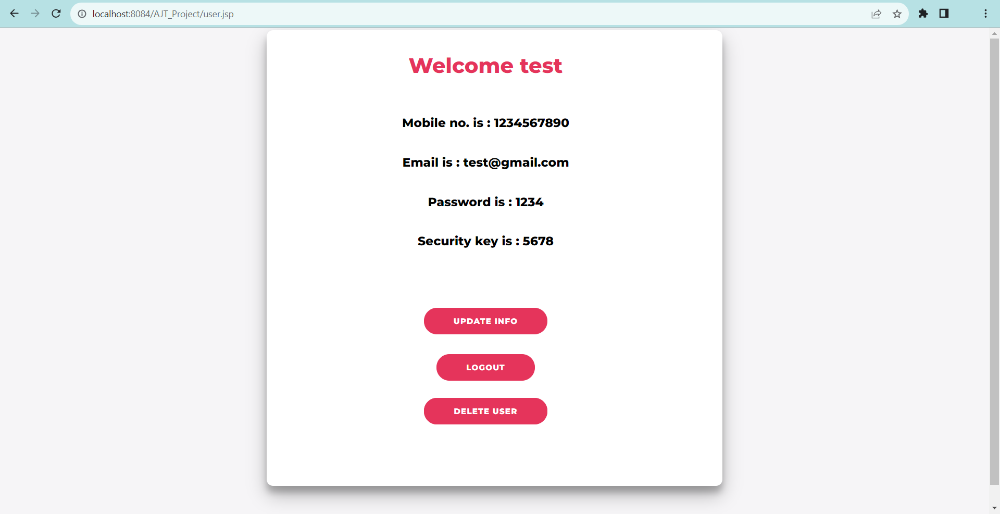 localhost:8084/AJT_Project/user.jsp
Welcome test
Mobile no. is : 1234567890
Email is : test@gmail.com
Password is : 1234
Security key is : 5678
UPDATE INFO
LOGOUT
DELETE USER